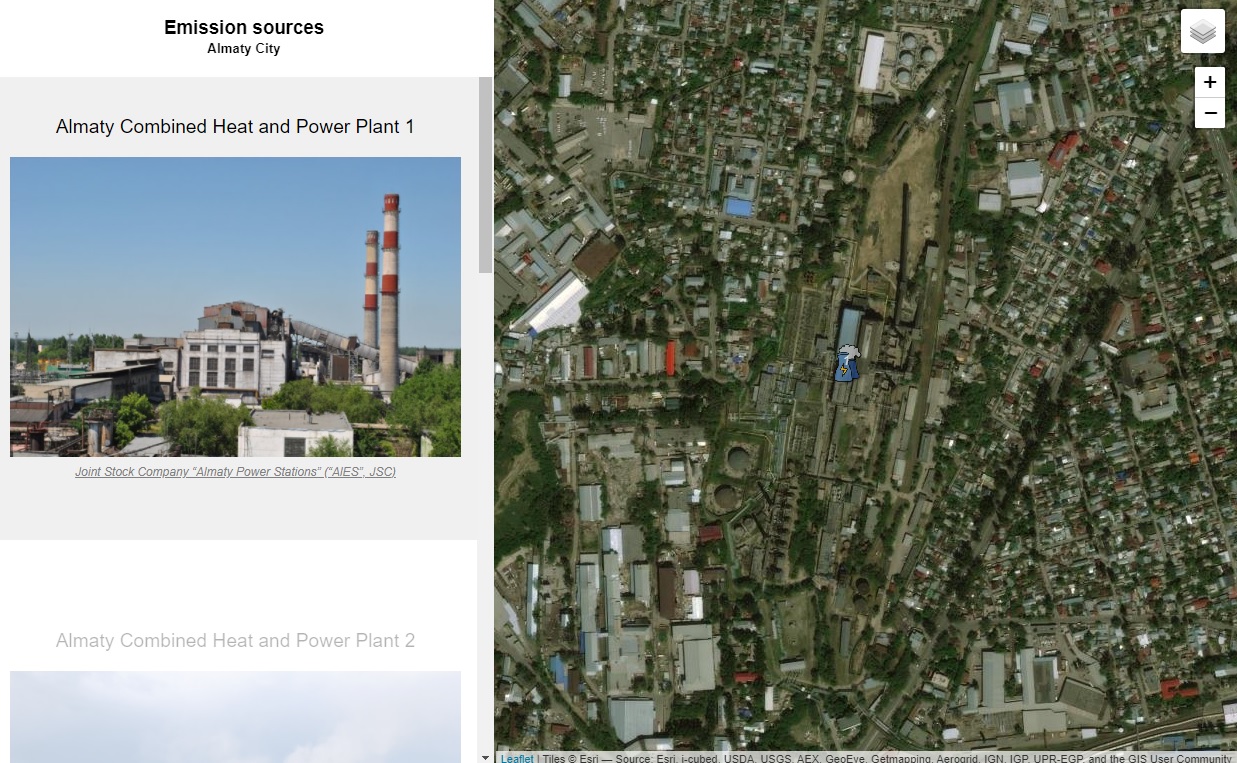 Emission sources
Almaty City
Almaty Combined Heat and Power Plant 1
Joint Stock Company “Almaty Power Stations” (“AIES”, JSC)
Almaty Combined Heat and Power Plant 2
+
−
Leaflet | Tiles © Esri — Source: Esri, i-cubed, USDA, USGS, AEX, GeoEye, Getmapping, Aerogrid, IGN, IGP, UPR-EGP, and the GIS User Community